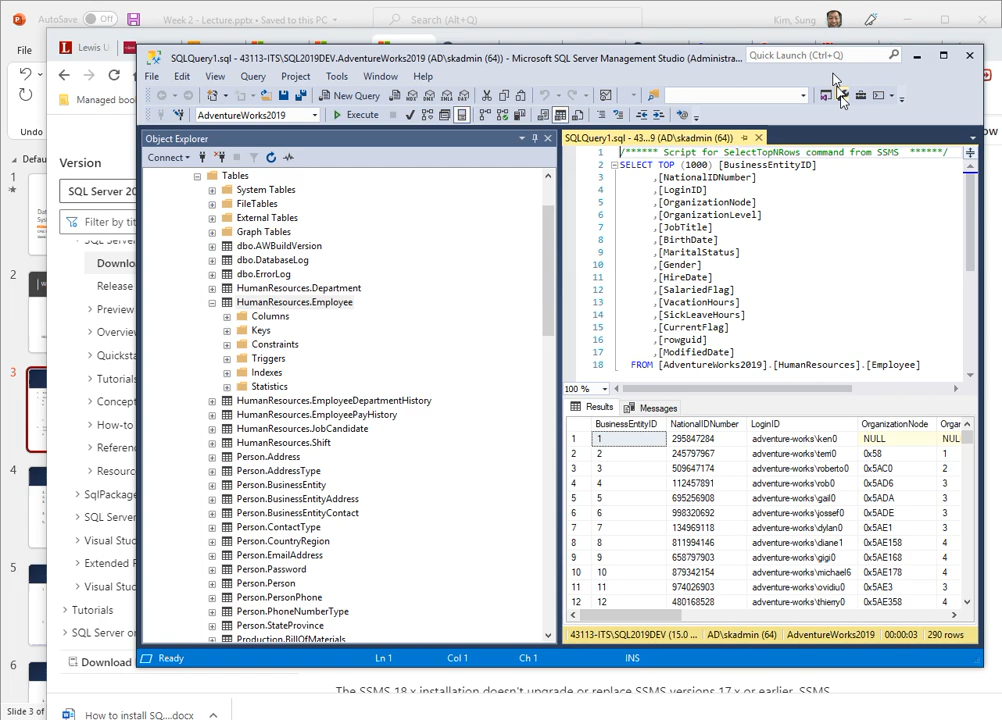 AutoSave Off Week 2 - Lecture.pptx • Saved to this PC Search (Alt+Q) Kim, Sung
File
Undo
Slide 3 of
Defau
2
3
4
5
6
Lewis U
Managed boo
Version
SQL Server 20
Filter by titl
Downlo
Release
Preview
Overview
Quicksta
Tutorials
Concept
How-to
Referenc
Resourc
SqlPackage
SQL Server
Visual Stud
Extended F
Visual Stud
Tutorials
SQL Server on
Download
SQLQuery1.sql - 43113-ITS\SQL2019DEV.AdventureWorks2019 (AD\skadmin (64)) - Microsoft SQL Server Management Studio (Administra...
Quick Launch (Ctrl+Q)
File Edit View Query Project Tools Window Help
New Query
AdventureWorks2019 Execute
Object Explorer
Connect
Tables
System Tables
FileTables
External Tables
Graph Tables
dbo.AWBuildVersion
dbo.DatabaseLog
dbo.ErrorLog
HumanResources.Department
HumanResources.Employee
Columns
Keys
Constraints
Triggers
Indexes
Statistics
HumanResources.EmployeeDepartmentHistory
HumanResources.EmployeePayHistory
HumanResources.JobCandidate
HumanResources.Shift
Person.Address
Person.AddressType
Person.BusinessEntity
Person.BusinessEntityAddress
Person.BusinessEntityContact
Person.ContactType
Person.CountryRegion
Person.EmailAddress
Person.Password
Person.Person
Person.PersonPhone
Person.PhoneNumberType
Person.StateProvince
Production.BillOfMaterials
SQLQuery1.sql - 43...9 (AD\skadmin (64))
1 /****** Script for SelectTopNRows command from SSMS ******/
2 SELECT TOP (1000) [BusinessEntityID]
3 ,[NationalIDNumber]
4 ,[LoginID]
5 ,[OrganizationNode]
6 ,[OrganizationLevel]
7 ,[JobTitle]
8 ,[BirthDate]
9 ,[MaritalStatus]
10 ,[Gender]
11 ,[HireDate]
12 ,[SalariedFlag]
13 ,[VacationHours]
14 ,[SickLeaveHours]
15 ,[CurrentFlag]
16 ,[rowguid]
17 ,[ModifiedDate]
18 FROM [AdventureWorks2019].[HumanResources].[Employee]
100 %
Results Messages
BusinessEntityID NationalIDNumber LoginID OrganizationNode Organ
1 1 295847284 adventure-works\ken0 NULL NUL
2 2 245797967 adventure-works\terri0 0x58 1
3 3 509647174 adventure-works\roberto0 0x5AC0 2
4 4 112457891 adventure-works\rob0 0x5AD6 3
5 5 695256908 adventure-works\gail0 0x5ADA 3
6 6 998320692 adventure-works\jossef0 0x5ADE 3
7 7 134969118 adventure-works\dylan0 0x5AE1 3
8 8 811994146 adventure-works\diane1 0x5AE158 4
9 9 658797903 adventure-works\gigi0 0x5AE168 4
10 10 879342154 adventure-works\michael6 0x5AE178 4
11 11 974026903 adventure-works\ovidiu0 0x5AE3 3
12 12 480168528 adventure-works\thierry0 0x5AE358 4
43113-ITS\SQL2019DEV (15.0 ... AD\skadmin (64) AdventureWorks2019 00:00:03 290 rows
Ready Ln 1 Col 1 Ch 1 INS
The SSMS 18.x installation doesn't upgrade or replace SSMS versions 17.x or earlier. SSMS
How to install SQ....docx